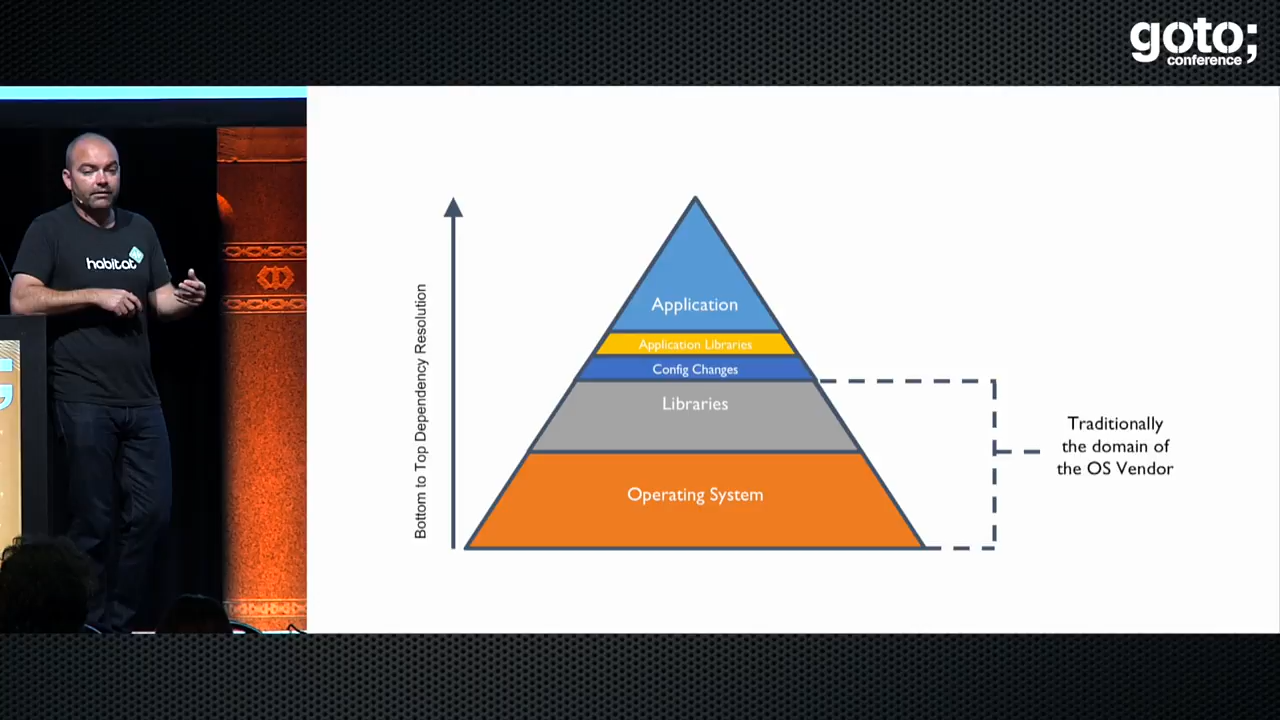 goto;
conference
habitat
Bottom to Top Dependency Resolution
Application
Application Libraries
Config Changes
Libraries
Operating System
Traditionally
the domain of
the OS Vendor